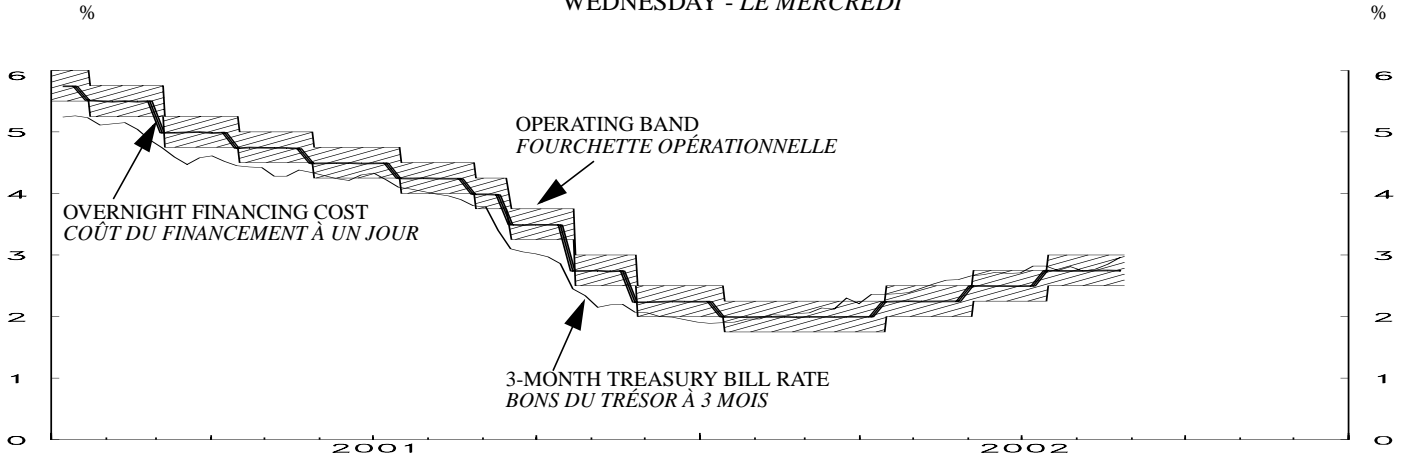 WEDNESDAY - LE MERCREDI
% %
6 6
5 5
OPERATING BAND
FOURCHETTE OPÉRATIONNELLE
4 4
OVERNIGHT FINANCING COST
COÛT DU FINANCEMENT À UN JOUR
3 3
2 2
3-MONTH TREASURY BILL RATE
BONS DU TRÉSOR À 3 MOIS
1 1
0 0
2001 2002